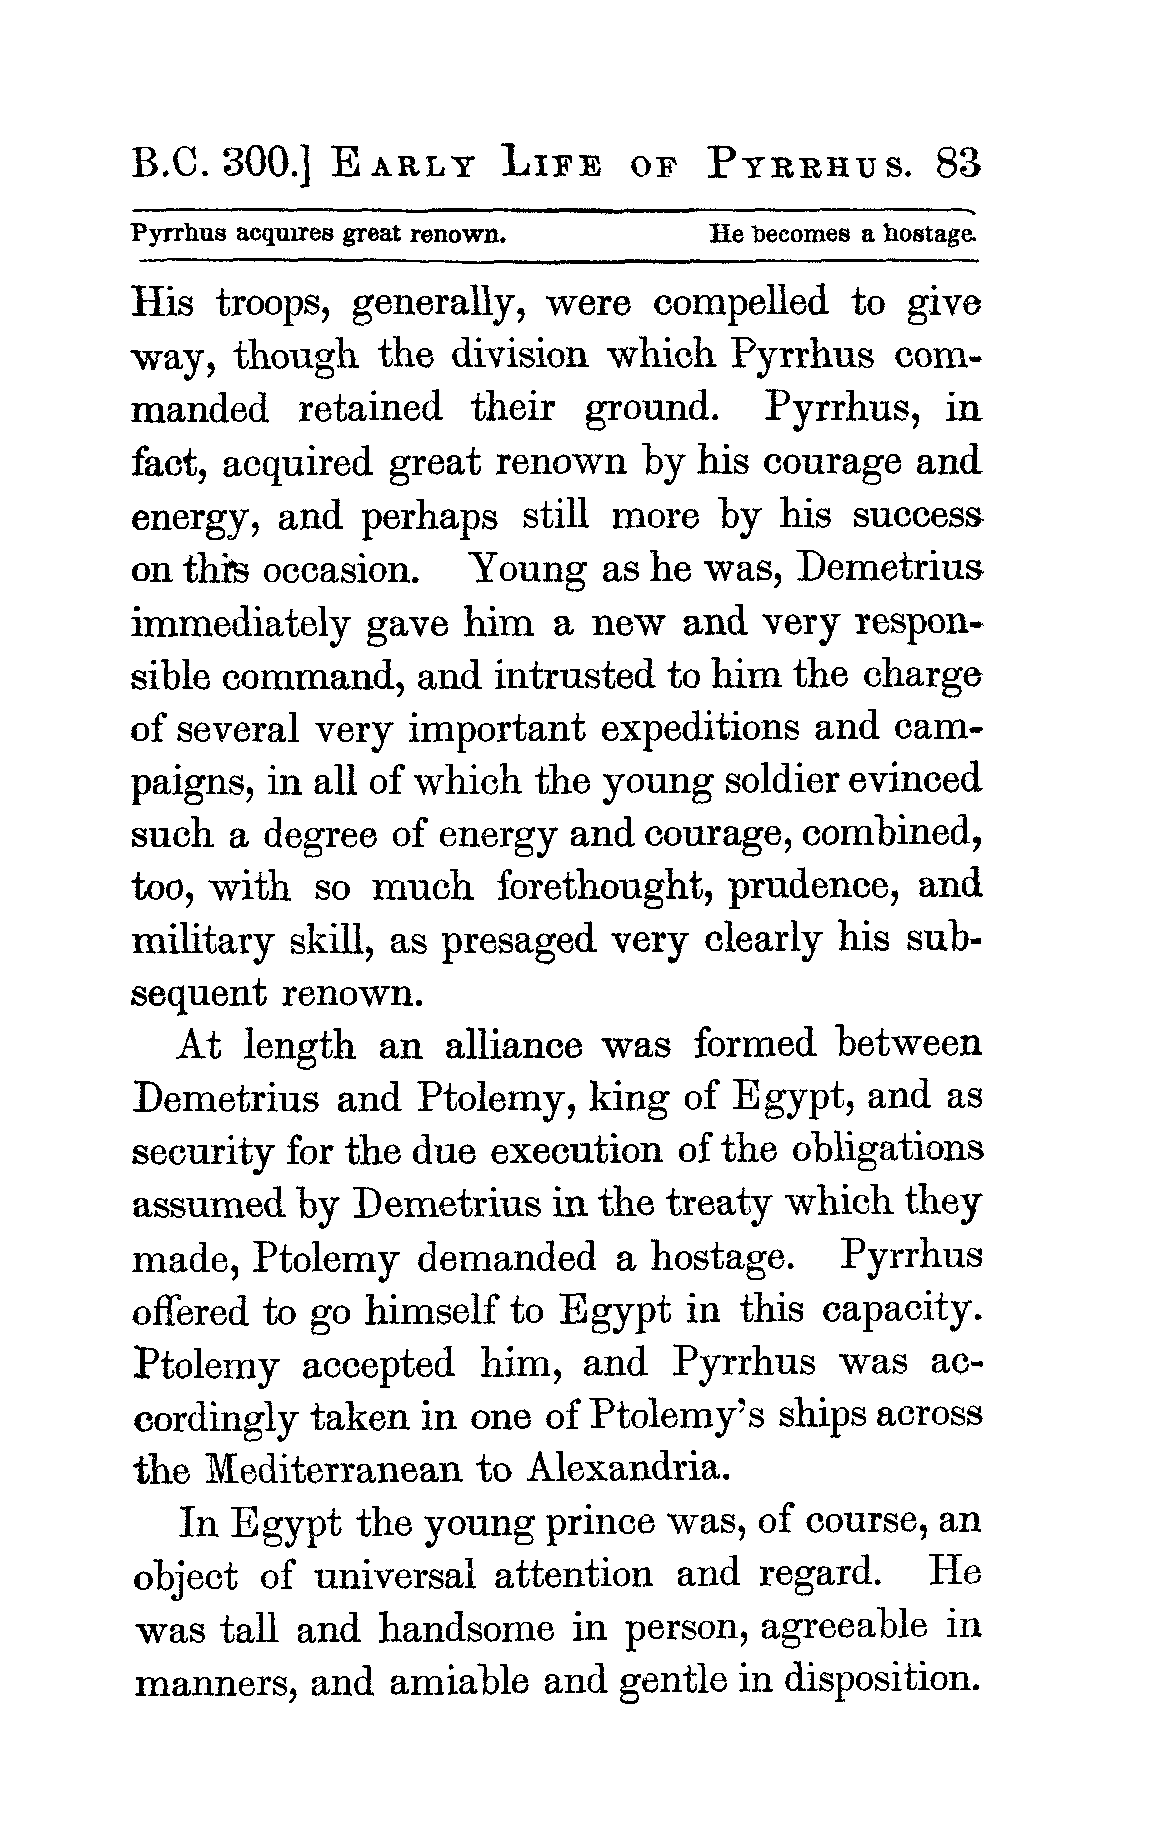 B.C. 300.] EARLY LIFE OF PYRRHUS. 83
Pyrrhus acquires great renown. He becomes a hostage.
His troops, generally, were compelled to give
way, though the division which Pyrrhus com-
manded retained their ground. Pyrrhus, in
fact, acquired great renown by his courage and
energy, and perhaps still more by his success
on this occasion. Young as he was, Demetrius
immediately gave him a new and very respon-
sible command, and intrusted to him the charge
of several very important expeditions and cam-
paigns, in all of which the young soldier evinced
such a degree of energy and courage, combined,
too, with so much forethought, prudence, and
military skill, as presaged very clearly his sub-
sequent renown.
At length an alliance was formed between
Demetrius and Ptolemy, king of Egypt, and as
security for the due execution of the obligations
assumed by Demetrius in the treaty which they
made, Ptolemy demanded a hostage. Pyrrhus
offered to go himself to Egypt in this capacity.
Ptolemy accepted him, and Pyrrhus was ac-
cordingly taken in one of Ptolemy's ships across
the Mediterranean to Alexandria.
In Egypt the young prince was, of course, an
object of universal attention and regard. He
was tall and handsome in person, agreeable in
manners, and amiable and gentle in disposition.